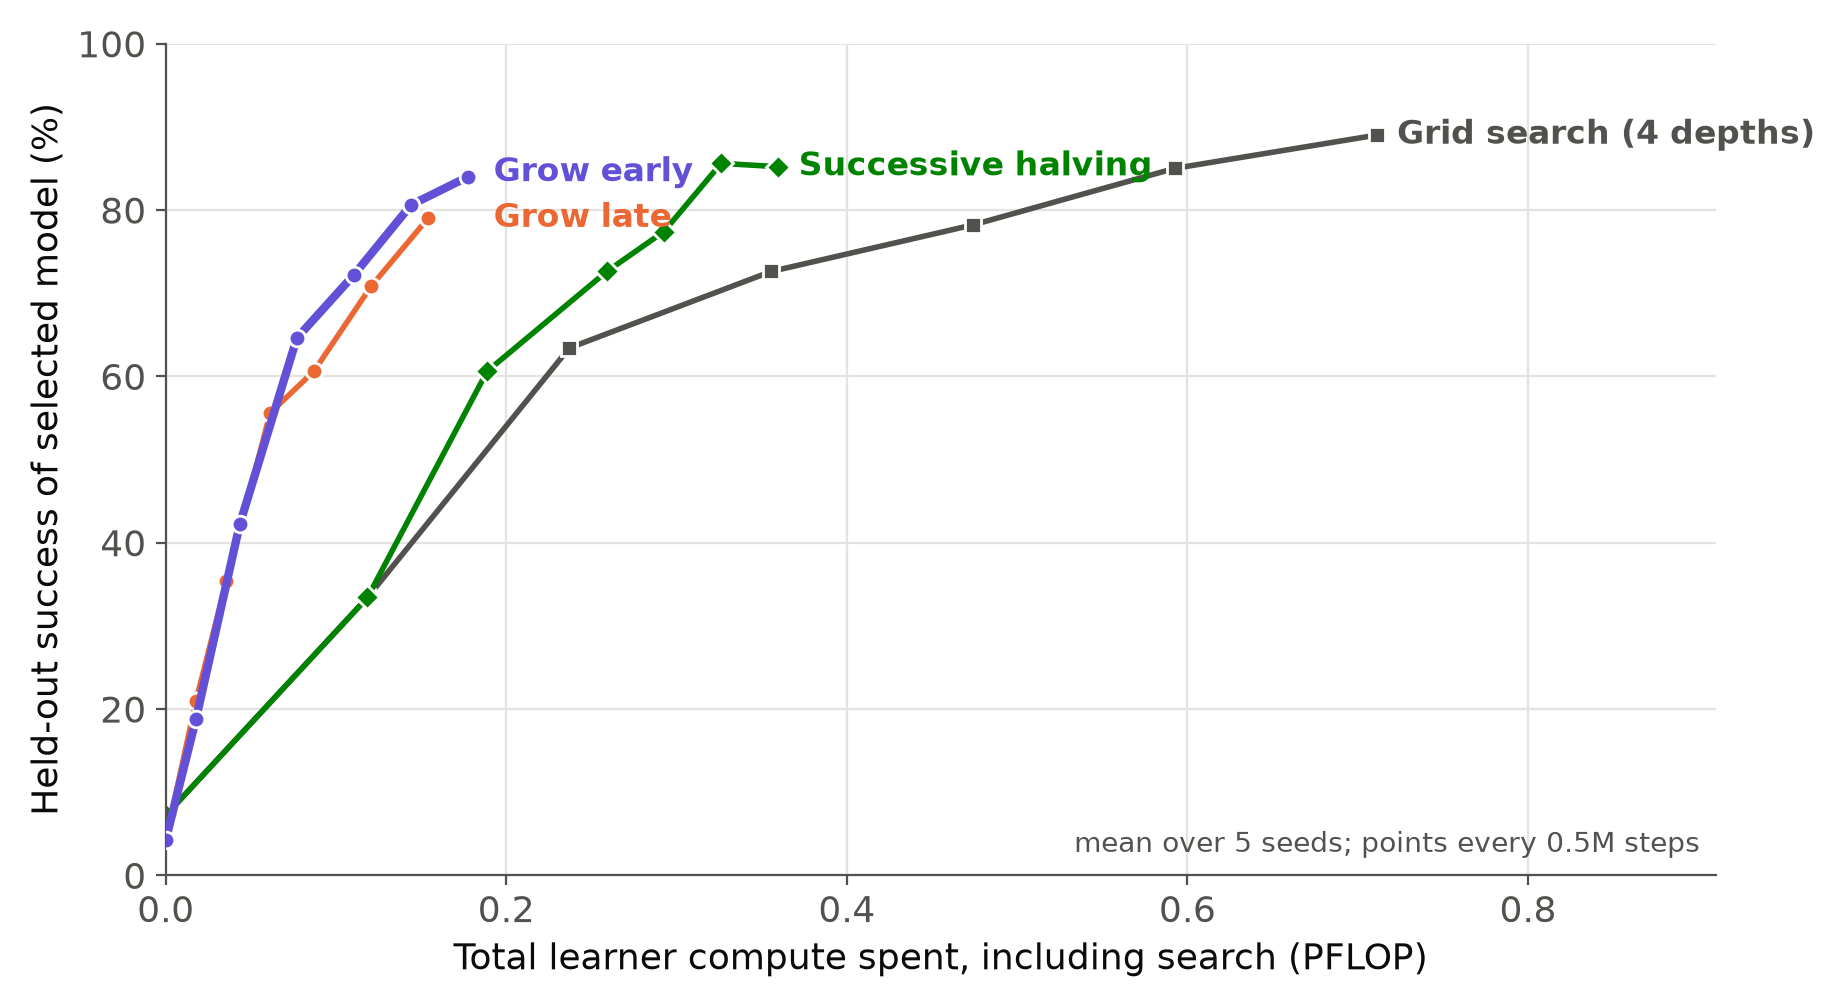 Held-out success of selected model (%)
100
80
60
40
20
0
Grow early
Grow late
Successive halving
Grid search (4 depths)
mean over 5 seeds; points every 0.5M steps
0.0 0.2 0.4 0.6 0.8
Total learner compute spent, including search (PFLOP)